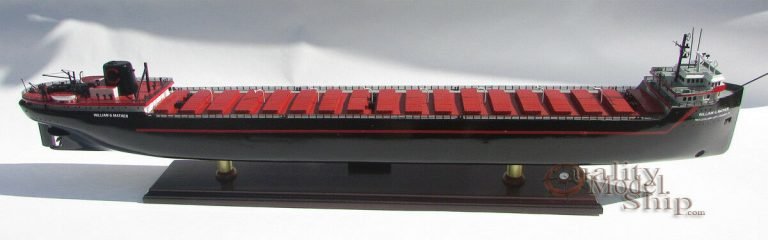 WILLIAM G MATHER
WILLIAM G MATHER
Quality
Model
Ship.com